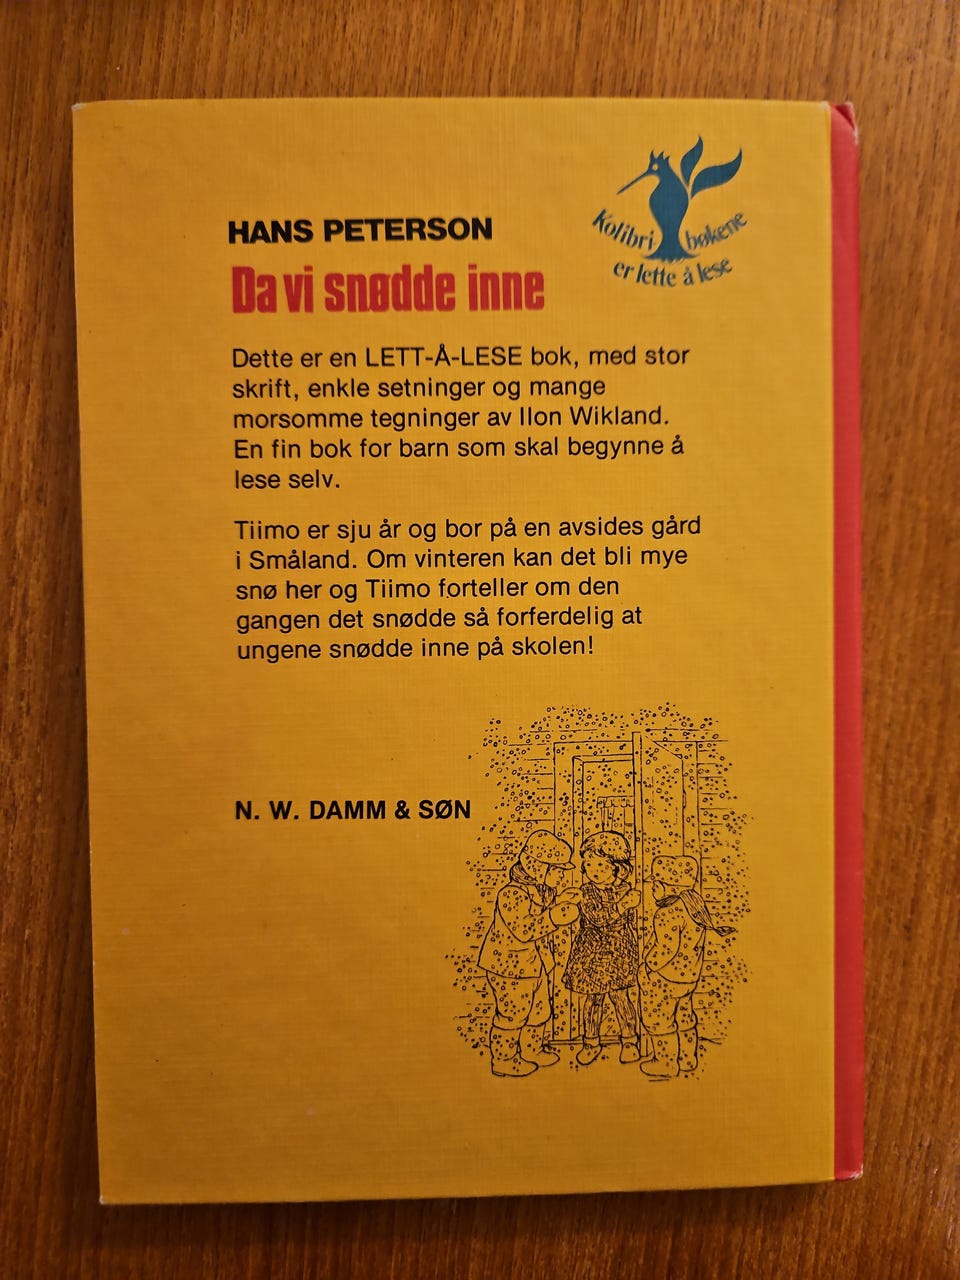 Kolibri-bøkene
er lette å lese
HANS PETERSON
Da vi snødde inne
Dette er en LETT-Å-LESE bok, med stor
skrift, enkle setninger og mange
morsomme tegninger av Ilon Wikland.
En fin bok for barn som skal begynne å
lese selv.
Tiimo er sju år og bor på en avsides gård
i Småland. Om vinteren kan det bli mye
snø her og Tiimo forteller om den
gangen det snødde så forferdelig at
ungene snødde inne på skolen!
N. W. DAMM & SØN